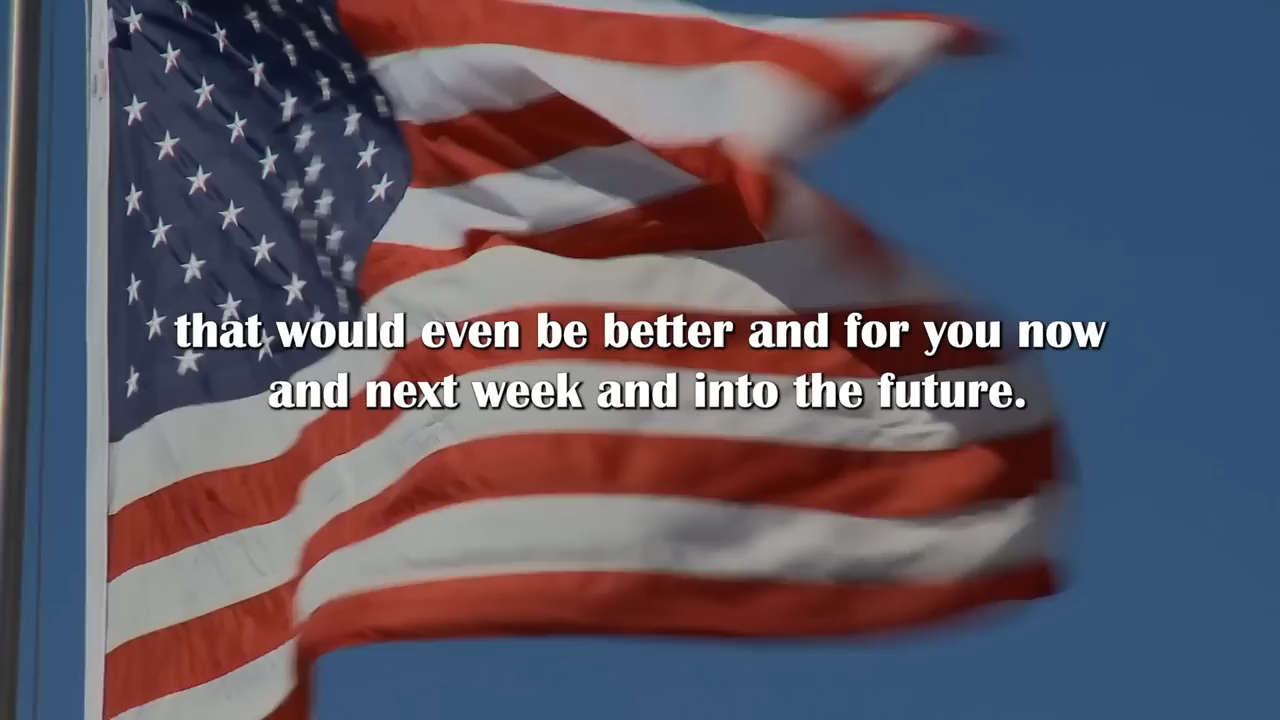 that would even be better and for you now
and next week and into the future.